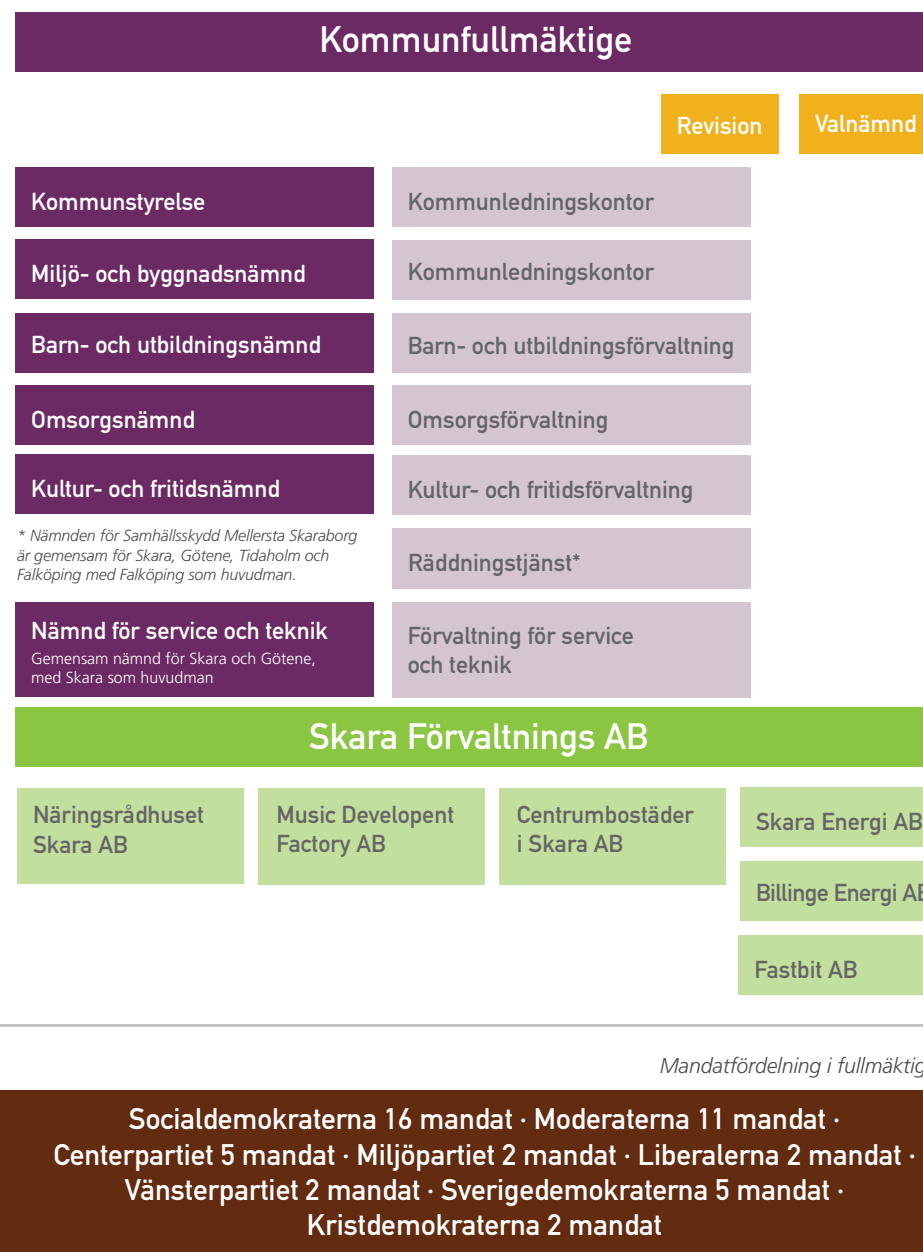 Kommunfullmäktige
Revision
Valnämnd
Kommunstyrelse
Kommunledningskontor
Miljö- och byggnadsnämnd
Kommunledningskontor
Barn- och utbildningsnämnd
Barn- och utbildningsförvaltning
Omsorgsnämnd
Omsorgsförvaltning
Kultur- och fritidsnämnd
Kultur- och fritidsförvaltning
* Nämnden för Samhällsskydd Mellersta Skaraborg
är gemensam för Skara, Götene, Tidaholm och
Falköping med Falköping som huvudman.
Räddningstjänst*
Nämnd för service och teknik
Gemensam nämnd för Skara och Götene,
med Skara som huvudman
Förvaltning för service
och teknik
Skara Förvaltnings AB
Näringsrådhuset
Skara AB
Music Developent
Factory AB
Centrumbostäder
i Skara AB
Skara Energi AB
Billinge Energi AB
Fastbit AB
Mandatfördelning i fullmäktig
Socialdemokraterna 16 mandat · Moderaterna 11 mandat ·
Centerpartiet 5 mandat · Miljöpartiet 2 mandat · Liberalerna 2 mandat ·
Vänsterpartiet 2 mandat · Sverigedemokraterna 5 mandat ·
Kristdemokraterna 2 mandat